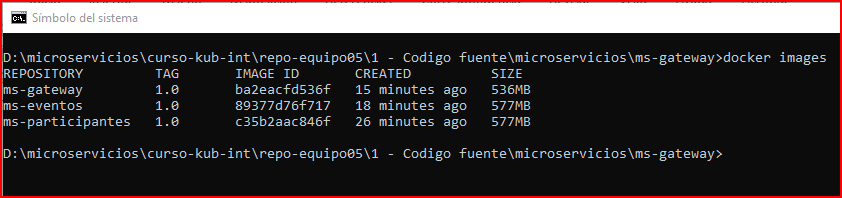 Símbolo del sistema
D:\microservicios\curso-kub-int\repo-equipo05\1 - Codigo fuente\microservicios\ms-gateway>docker images
REPOSITORY TAG IMAGE ID CREATED SIZE
ms-gateway 1.0 ba2eacfd536f 15 minutes ago 536MB
ms-eventos 1.0 89377d76f717 18 minutes ago 577MB
ms-participantes 1.0 c35b2aac846f 26 minutes ago 577MB
D:\microservicios\curso-kub-int\repo-equipo05\1 - Codigo fuente\microservicios\ms-gateway>